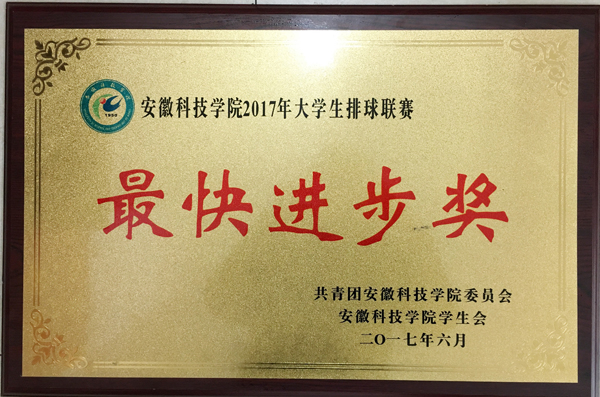 安徽科技学院2017年大学生排球联赛
1950
最快进步奖
共青团安徽科技学院委员会
安徽科技学院学生会
二〇一七年六月